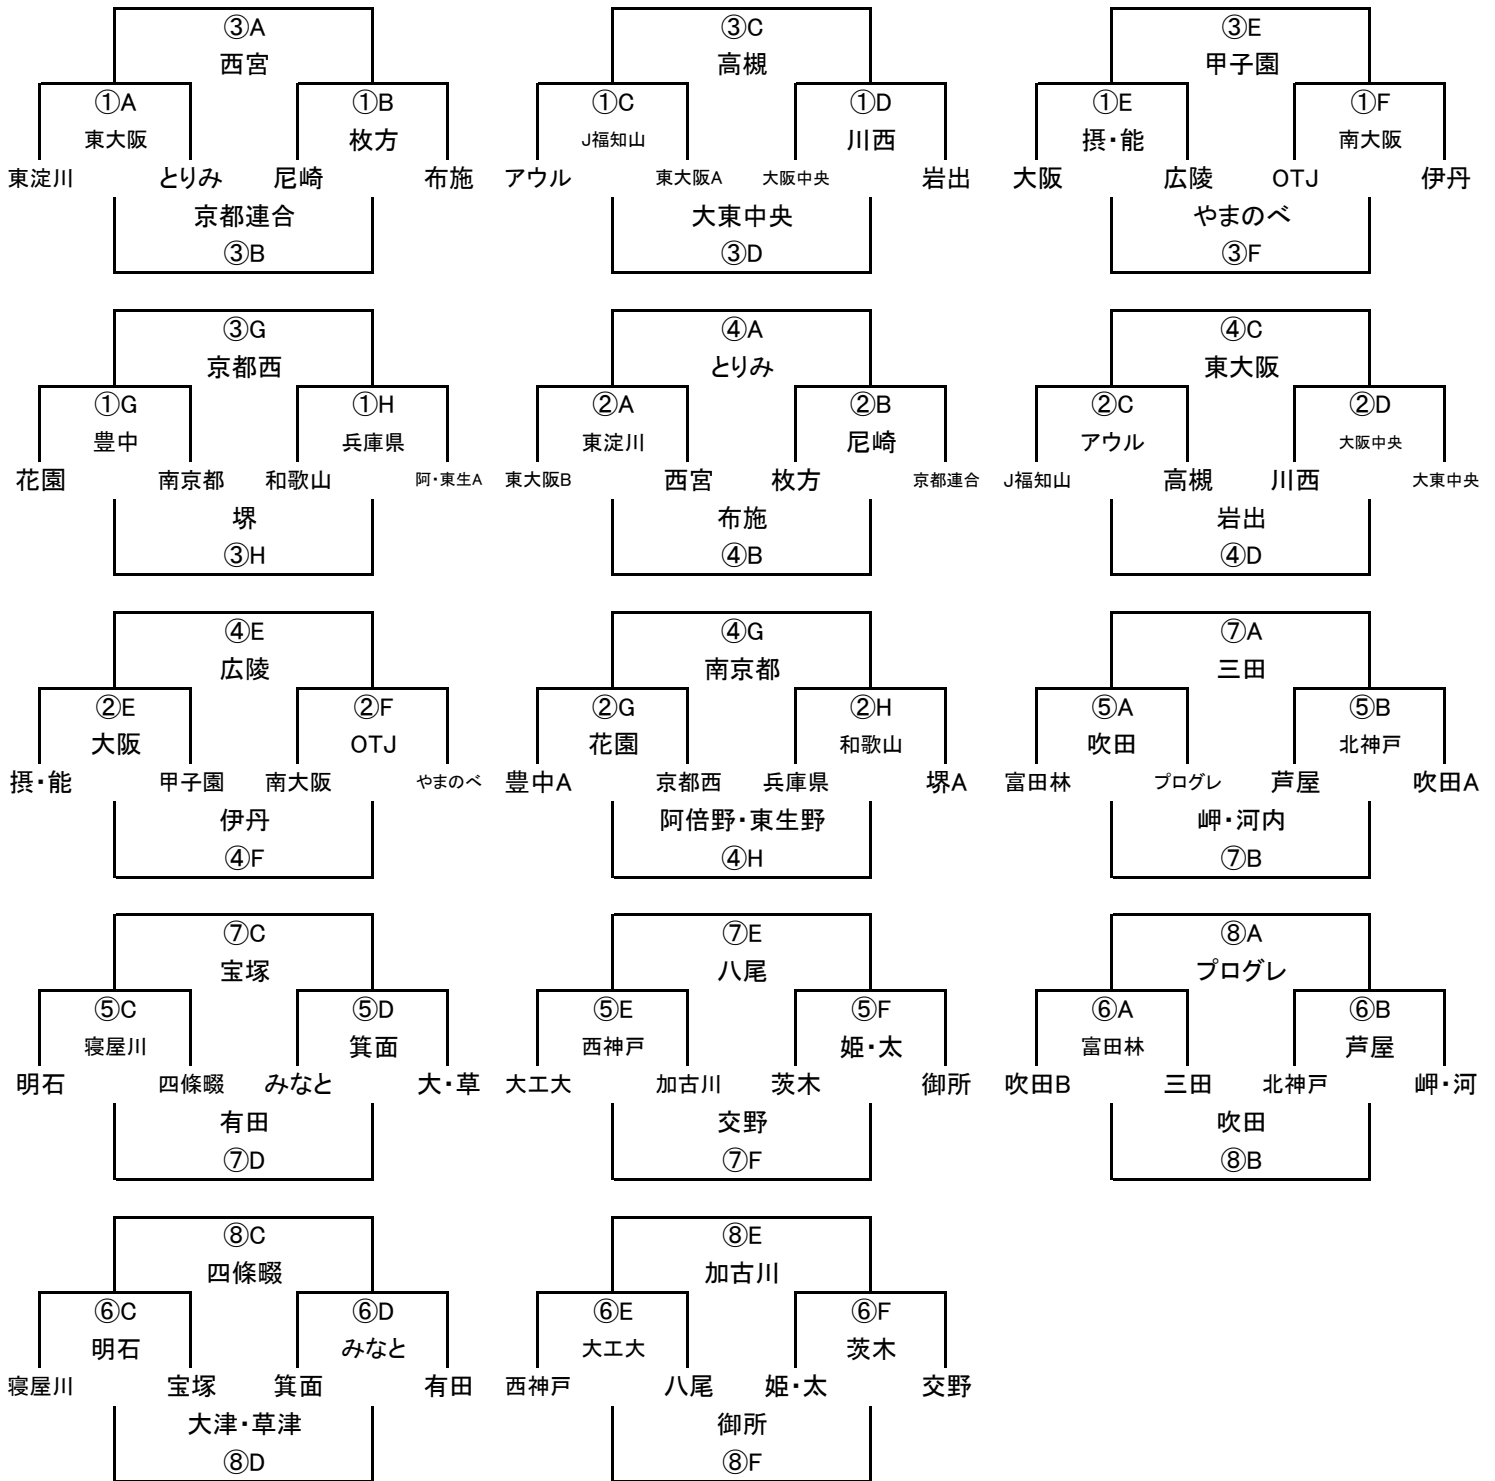 ③A ③C ③E
西宮 高槻 甲子園
①A ①B ①C ①D ①E ①F
東大阪 枚方 J福知山 川西 摂・能 南大阪
東淀川 とりみ 尼崎 布施 アウル 東大阪A 大阪中央 岩出 大阪 広陵 OTJ 伊丹
京都連合 大東中央 やまのべ
③B ③D ③F
③G ④A ④C
京都西 とりみ 東大阪
①G ①H ②A ②B ②C ②D
豊中 兵庫県 東淀川 尼崎 アウル 大阪中央
花園 南京都 和歌山 阿・東生A 東大阪B 西宮 枚方 京都連合 J福知山 高槻 川西 大東中央
堺 布施 岩出
③H ④B ④D
④E ④G ⑦A
広陵 南京都 三田
②E ②F ②G ②H ⑤A ⑤B
大阪 OTJ 花園 和歌山 吹田 北神戸
摂・能 甲子園 南大阪 やまのべ 豊中A 京都西 兵庫県 堺A 富田林 プログレ 芦屋 吹田A
伊丹 阿倍野・東生野 岬・河内
④F ④H ⑦B
⑦C ⑦E ⑧A
宝塚 八尾 プログレ
⑤C ⑤D ⑤E ⑤F ⑥A ⑥B
寝屋川 箕面 西神戸 姫・太 富田林 芦屋
明石 四條畷 みなと 大・草 大工大 加古川 茨木 御所 吹田B 三田 北神戸 岬・河
有田 交野 吹田
⑦D ⑦F ⑧B
⑧C ⑧E
四條畷 加古川
⑥C ⑥D ⑥E ⑥F
明石 みなと 大工大 茨木
寝屋川 宝塚 箕面 有田 西神戸 八尾 姫・太 交野
大津・草津 御所
⑧D ⑧F